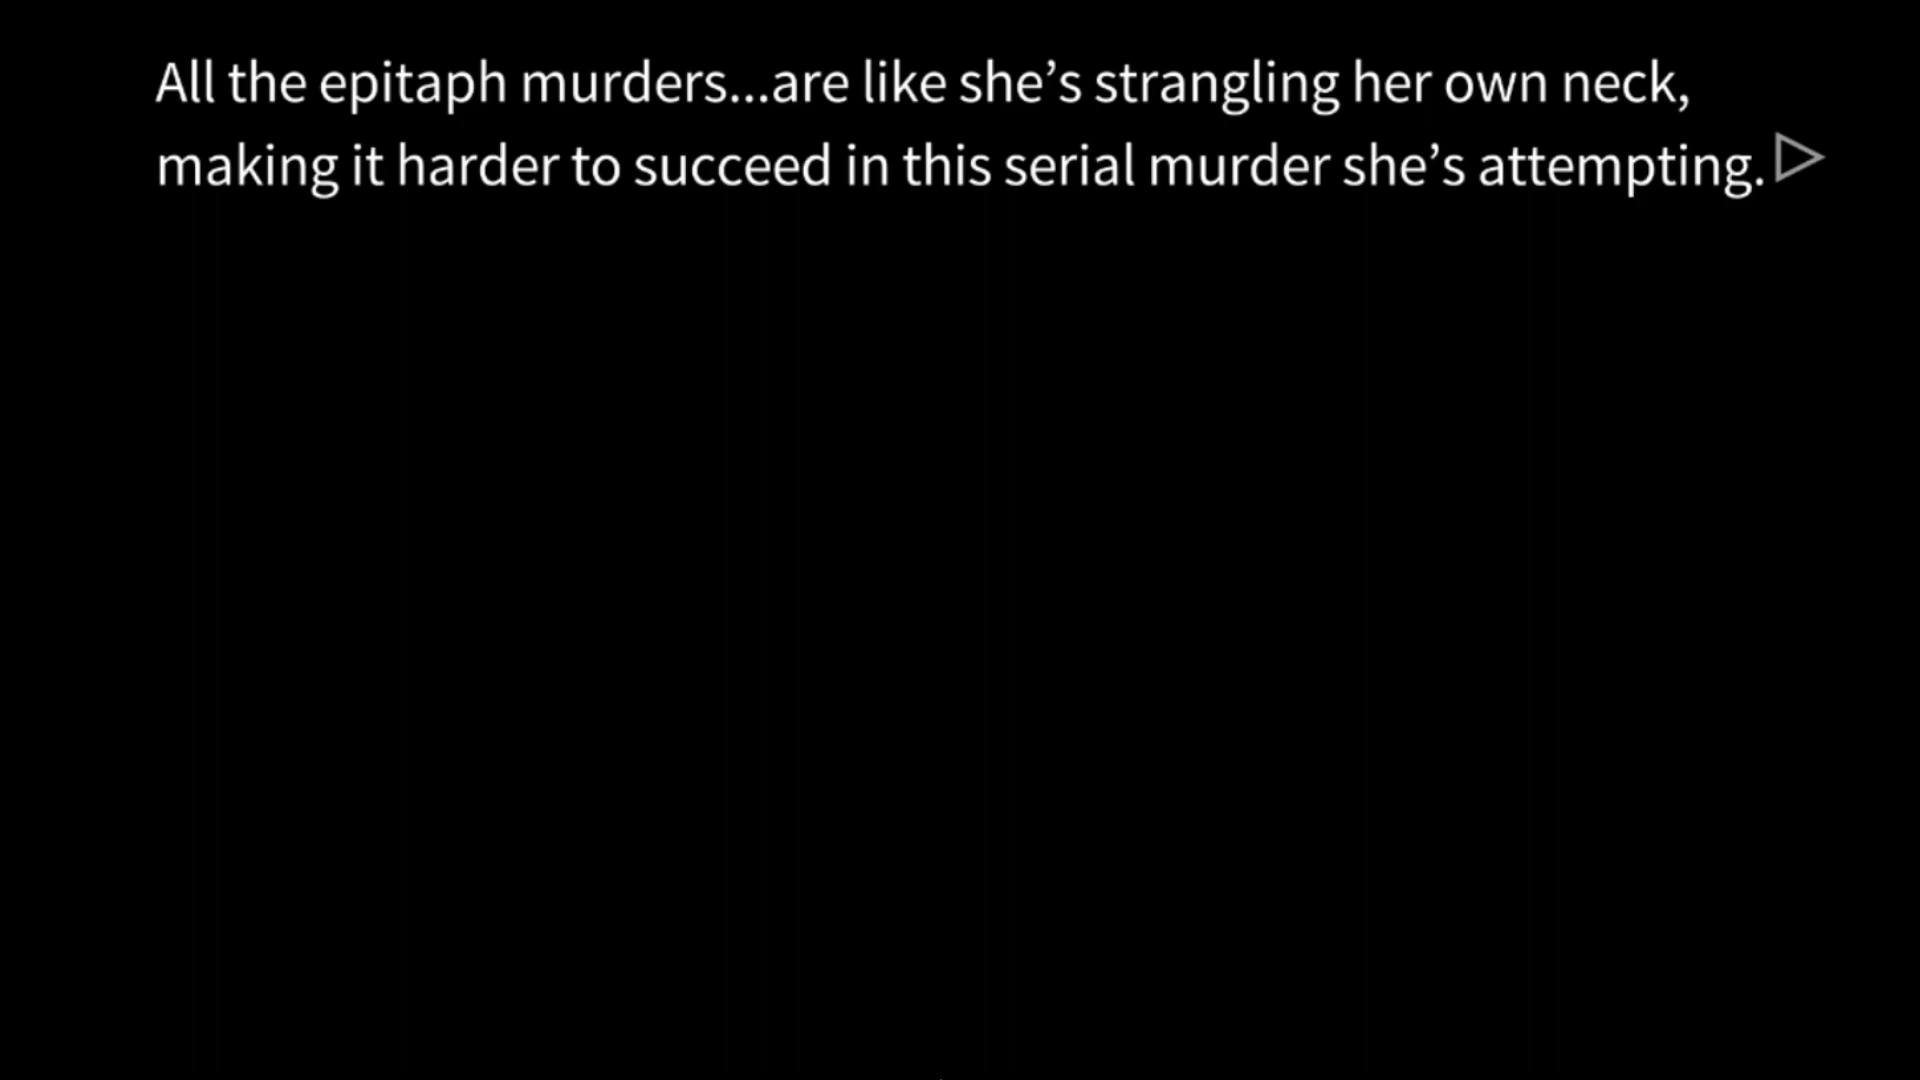 All the epitaph murders...are like she’s strangling her own neck,
making it harder to succeed in this serial murder she’s attempting.